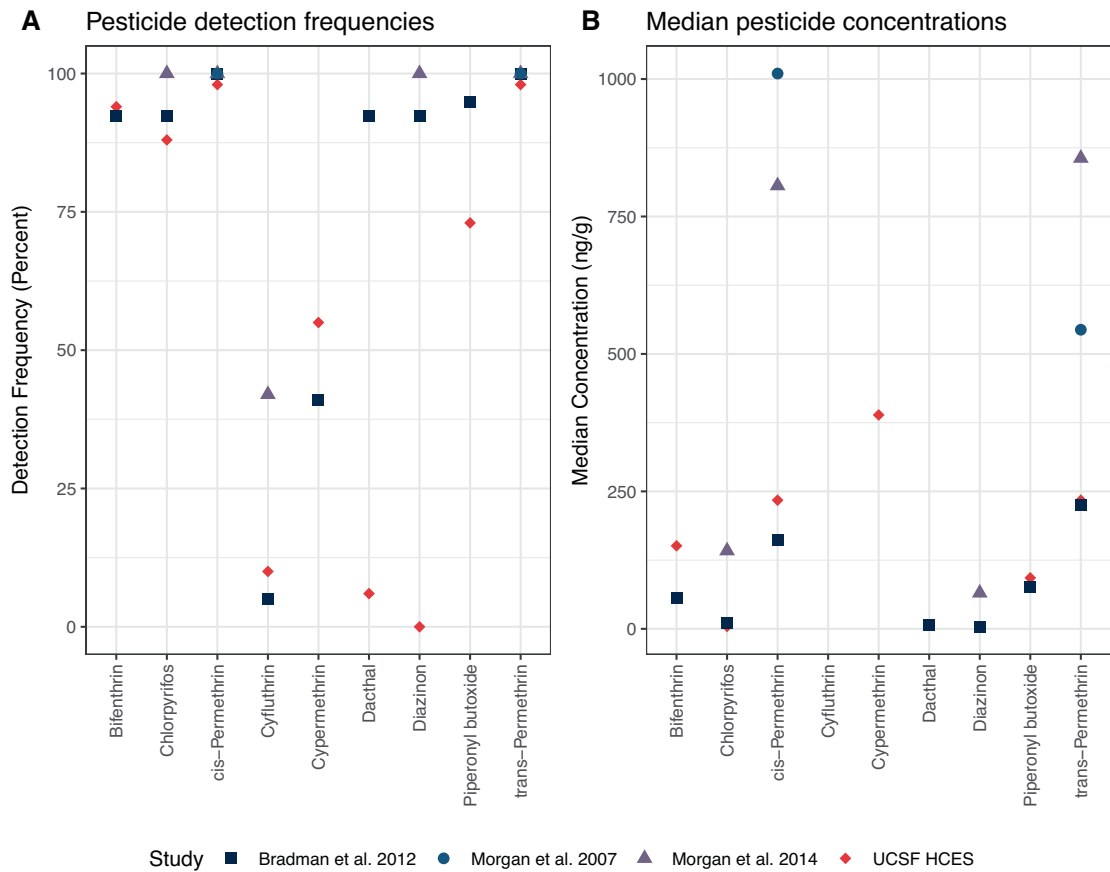 A Pesticide detection frequencies
Detection Frequency (Percent)
100
75
50
25
0
Bifenthrin
Chlorpyrifos
cis−Permethrin
Cyfluthrin
Cypermethrin
Dacthal
Diazinon
Piperonyl butoxide
trans−Permethrin
B Median pesticide concentrations
Median Concentration (ng/g)
1000
750
500
250
0
Bifenthrin
Chlorpyrifos
cis−Permethrin
Cyfluthrin
Cypermethrin
Dacthal
Diazinon
Piperonyl butoxide
trans−Permethrin
Study Bradman et al. 2012 Morgan et al. 2007 Morgan et al. 2014 UCSF HCES